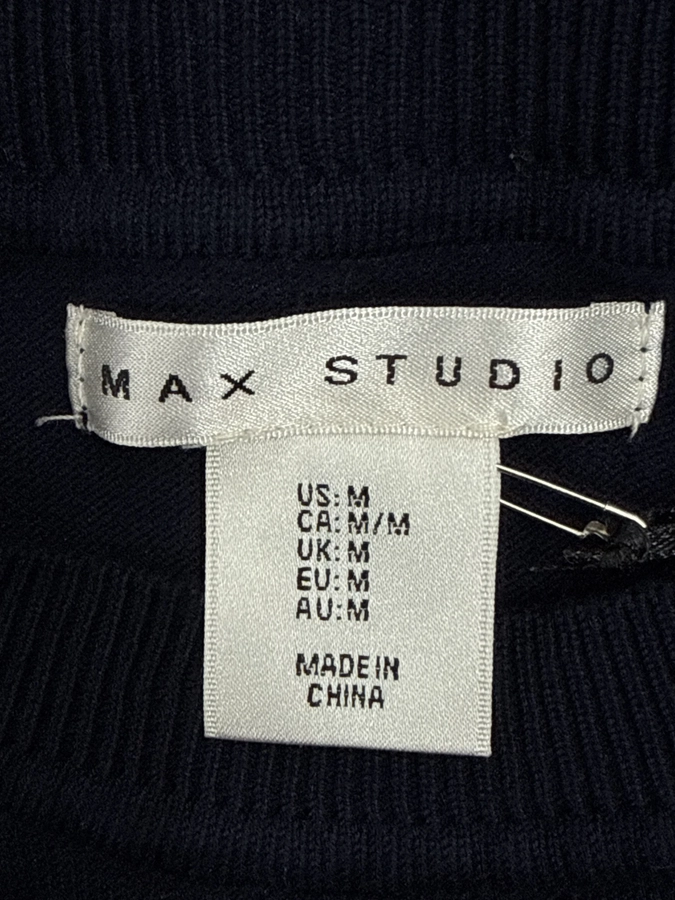 MAX STUDIO
US: M
CA: M/M
UK: M
EU: M
AU: M
MADE IN
CHINA